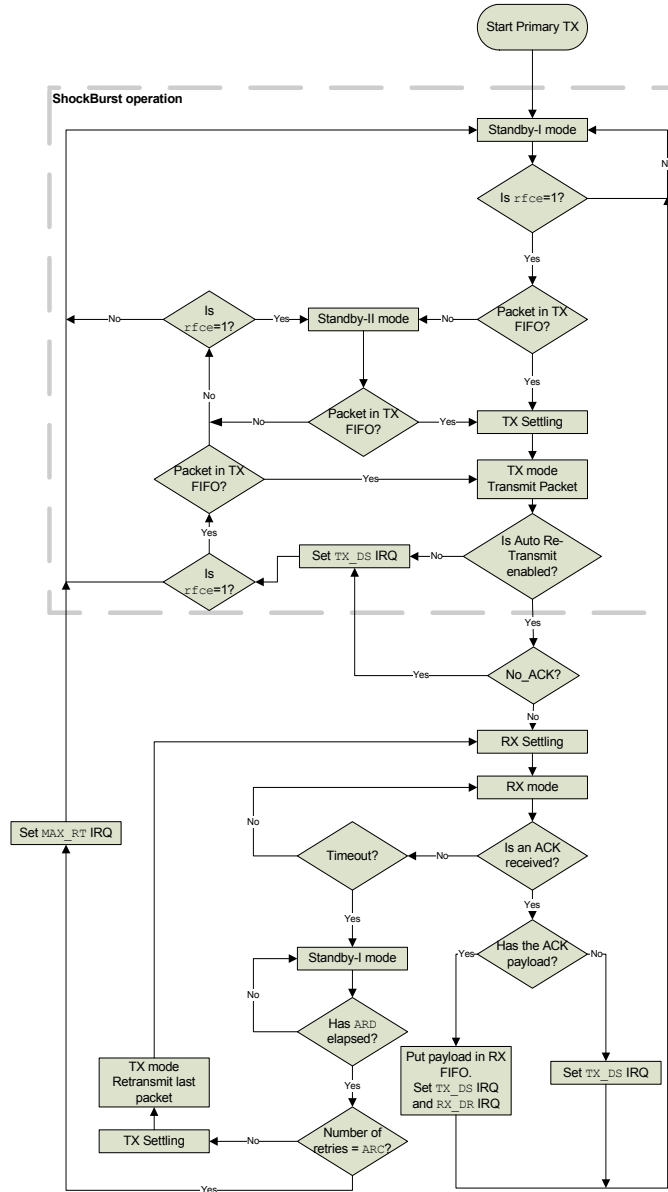 Start Primary TX
ShockBurst operation
Standby-I mode
N
Is rfce=1?
Yes
Is
rfce=1?
No
Yes
Standby-II mode
No
Packet in TX
FIFO?
Yes
No
Packet in TX
FIFO?
No
Yes
TX Settling
Packet in TX
FIFO?
Yes
TX mode
Transmit Packet
Yes
Is Auto Re-
Transmit
enabled?
No
Set TX_DS IRQ
Is
rfce=1?
Yes
No_ACK?
Yes
No
RX Settling
RX mode
No
Set MAX_RT IRQ
Timeout?
No
Is an ACK
received?
Yes
Yes
Has the ACK
payload?
Yes
No
Standby-I mode
No
Has ARD
elapsed?
TX mode
Retransmit last
packet
Put payload in RX
FIFO.
Set TX_DS IRQ
and RX_DR IRQ
Set TX_DS IRQ
Yes
TX Settling
No
Number of
retries = ARC?
Yes